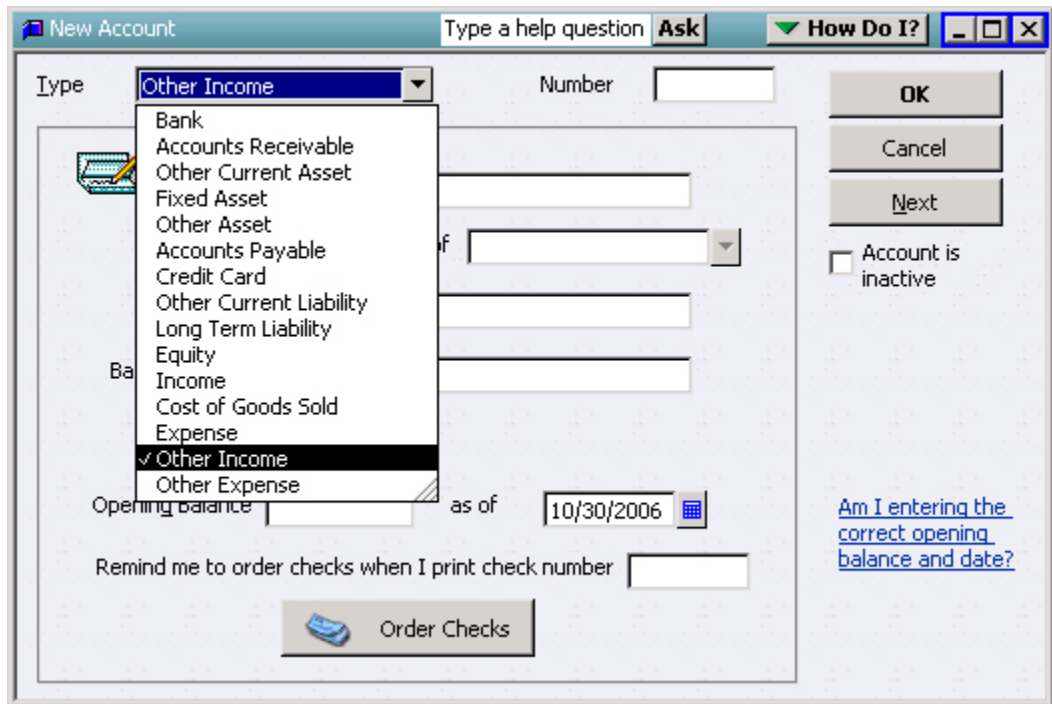 New Account
Type a help question Ask
How Do I?
Type
Other Income
Number
OK
Bank
Accounts Receivable
Cancel
Other Current Asset
Fixed Asset
Next
Other Asset
of
Accounts Payable
Account is
inactive
Credit Card
Other Current Liability
Long Term Liability
Equity
Ba
Income
Cost of Goods Sold
Expense
Other Income
Other Expense
Opening Balance
as of
10/30/2006
Am I entering the
correct opening
balance and date?
Remind me to order checks when I print check number
Order Checks